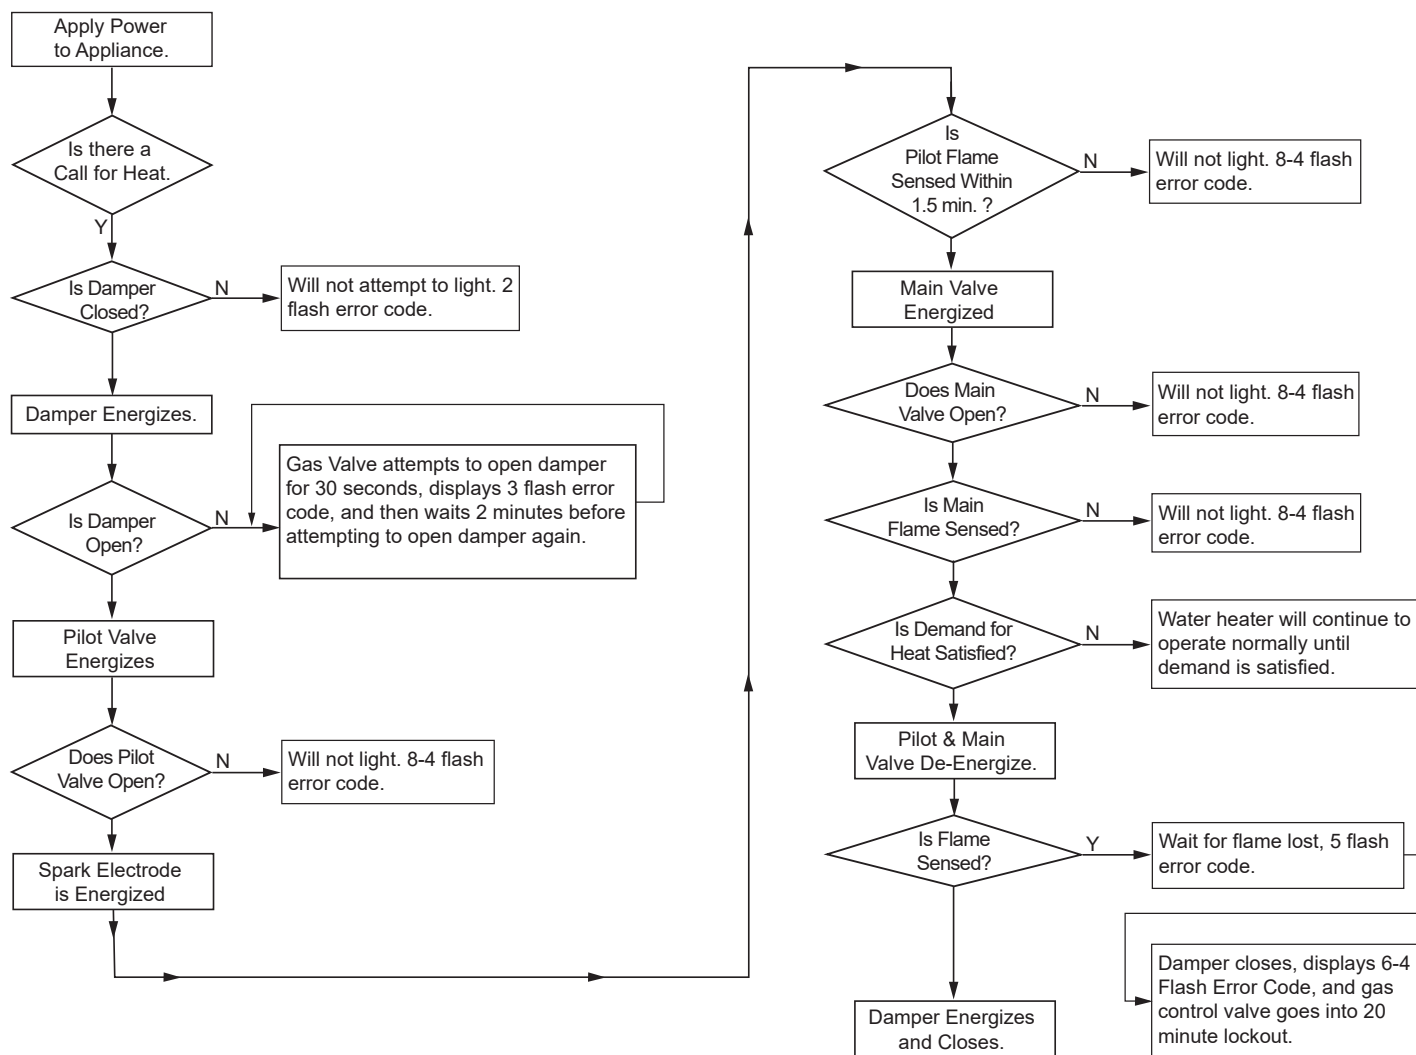 Apply Power
to Appliance.
Is there a
Call for Heat.
Y
Is Damper
Closed?
N
Will not attempt to light. 2
flash error code.
Damper Energizes.
Is Damper
Open?
N
Gas Valve attempts to open damper
for 30 seconds, displays 3 flash error
code, and then waits 2 minutes before
attempting to open damper again.
Pilot Valve
Energizes
Does Pilot
Valve Open?
N
Will not light. 8-4 flash
error code.
Spark Electrode
is Energized
Is
Pilot Flame
Sensed Within
1.5 min. ?
N
Will not light. 8-4 flash
error code.
Main Valve
Energized
Does Main
Valve Open?
N
Will not light. 8-4 flash
error code.
Is Main
Flame Sensed?
N
Will not light. 8-4 flash
error code.
Is Demand for
Heat Satisfied?
N
Water heater will continue to
operate normally until
demand is satisfied.
Pilot & Main
Valve De-Energize.
Is Flame
Sensed?
Y
Wait for flame lost, 5 flash
error code.
Damper closes, displays 6-4
Flash Error Code, and gas
control valve goes into 20
minute lockout.
Damper Energizes
and Closes.